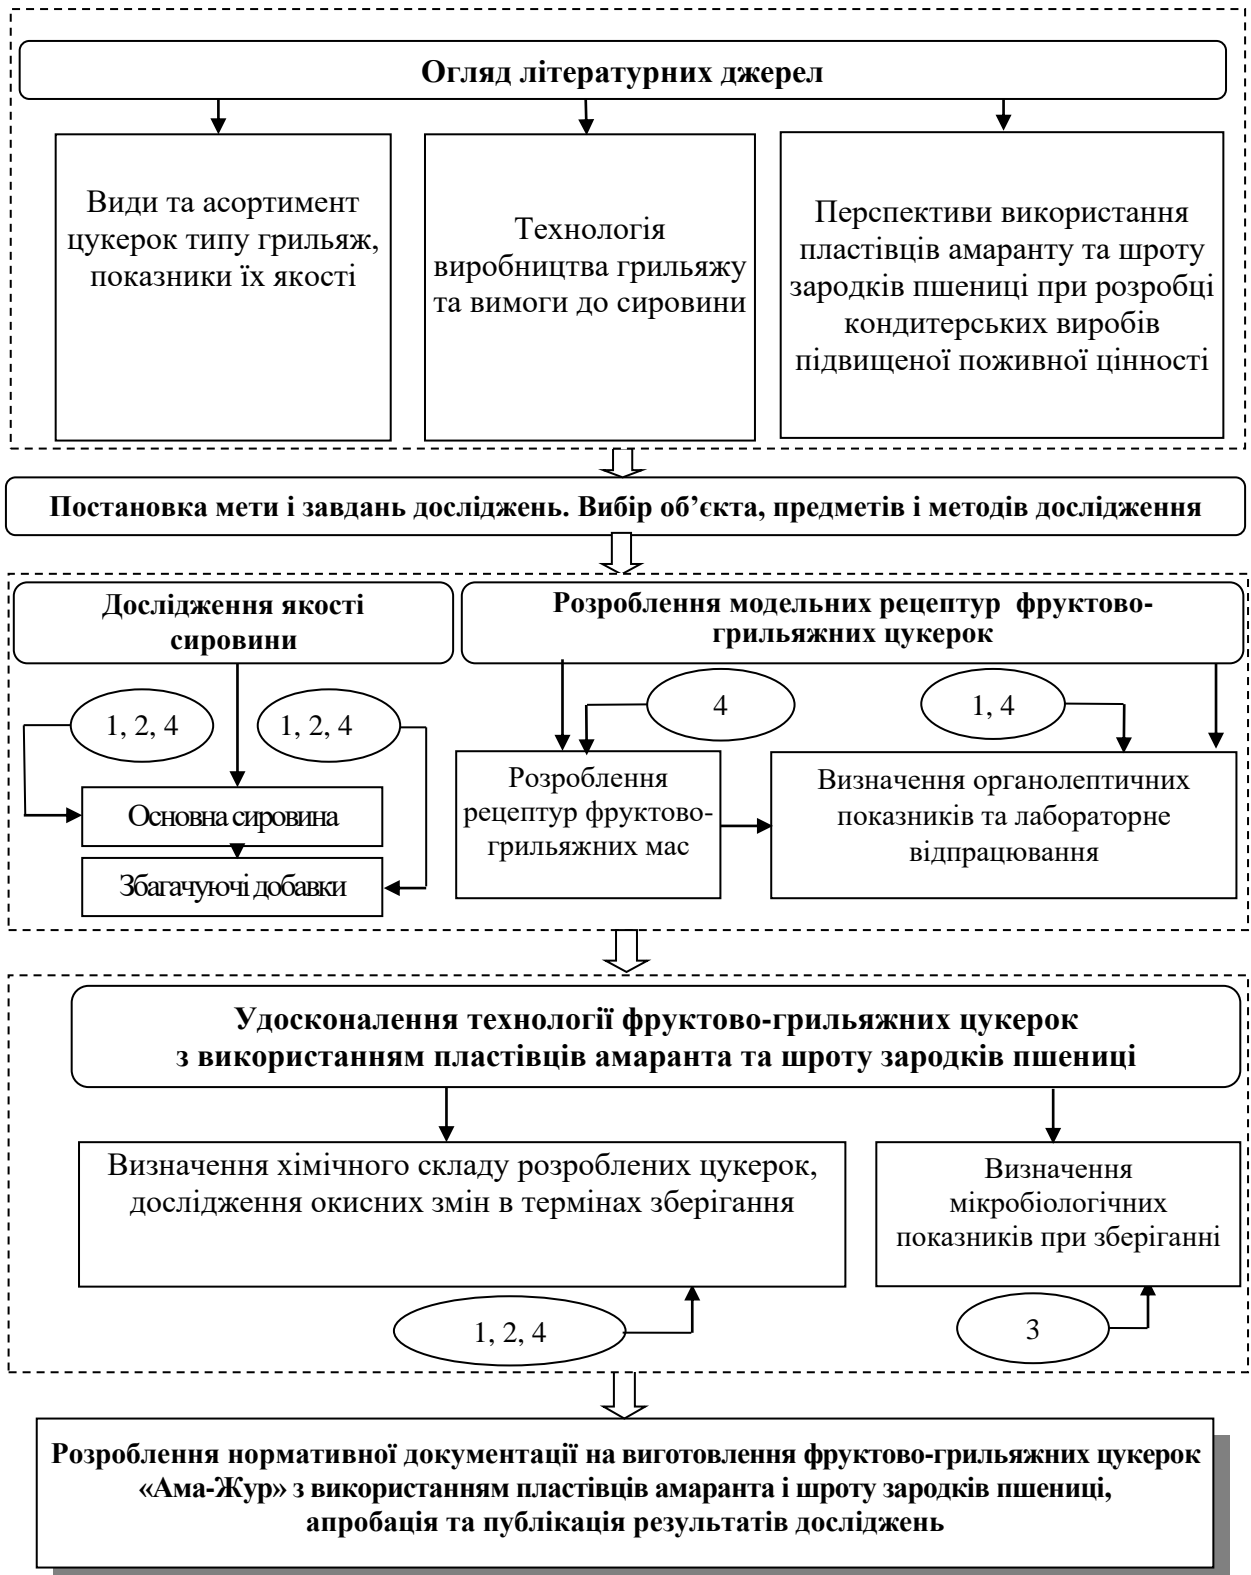 Огляд літературних джерел
Види та асортимент
цукерок типу грильяж,
показники їх якості
Технологія
виробництва грильяжу
та вимоги до сировини
Перспективи використання
пластівців амаранту та шроту
зародків пшениці при розробці
кондитерських виробів
підвищеної поживної цінності
Постановка мети і завдань досліджень. Вибір об’єкта, предметів і методів дослідження
Дослідження якості
сировини
Розроблення модельних рецептур фруктово-
грильяжних цукерок
1, 2, 4
1, 2, 4
4
1, 4
Основна сировина
Збагачуючі добавки
Розроблення
рецептур фруктово-
грильяжних мас
Визначення органолептичних
показників та лабораторне
відпрацювання
Удосконалення технології фруктово-грильяжних цукерок
з використанням пластівців амаранта та шроту зародків пшениці
Визначення хімічного складу розроблених цукерок,
дослідження окисних змін в термінах зберігання
Визначення
мікробіологічних
показників при зберіганні
1, 2, 4
3
Розроблення нормативної документації на виготовлення фруктово-грильяжних цукерок
«Ама-Жур» з використанням пластівців амаранта і шроту зародків пшениці,
апробація та публікація результатів досліджень